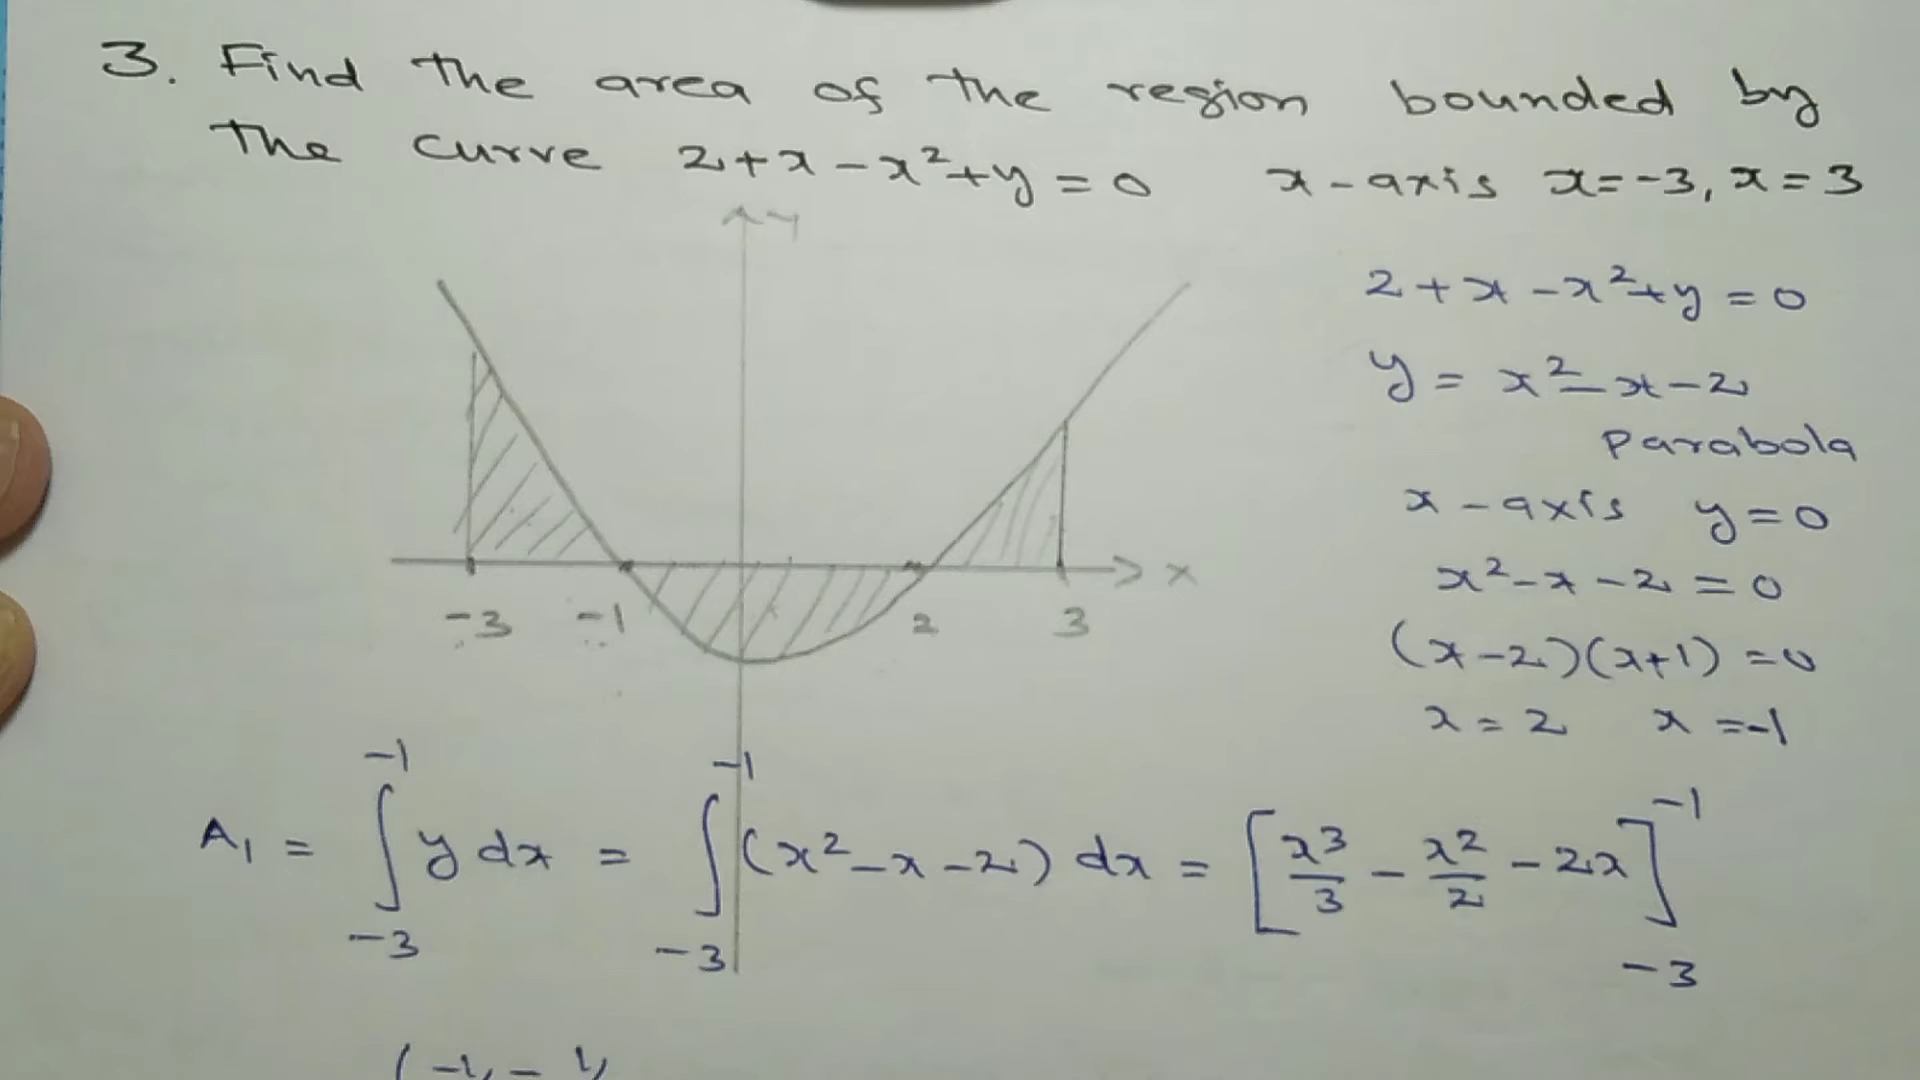 3. Find the area of the region bounded by
the curve 2+x-x²+y=0 x-axis x=-3, x=3
Y
2+x-x²+y=0
y = x²-x-2
parabola
x-axis y=0
x²-x-2=0
(x-2)(x+1)=0
x=2 x=-1
-3 -1 2 3 X
A₁ = ∫₋₃⁻¹ y dx = ∫₋₃⁻¹ (x²-x-2) dx = [x³/3 - x²/2 - 2x]₋₃⁻¹